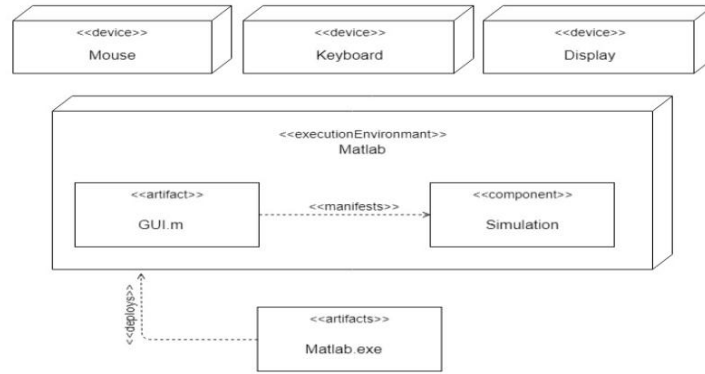 <<device>>
Mouse
<<device>>
Keyboard
<<device>>
Display
<<executionEnvironmant>>
Matlab
<<artifact>>
GUI.m
<<manifests>>
<<component>>
Simulation
<<deploys>>
<<artifacts>>
Matlab.exe